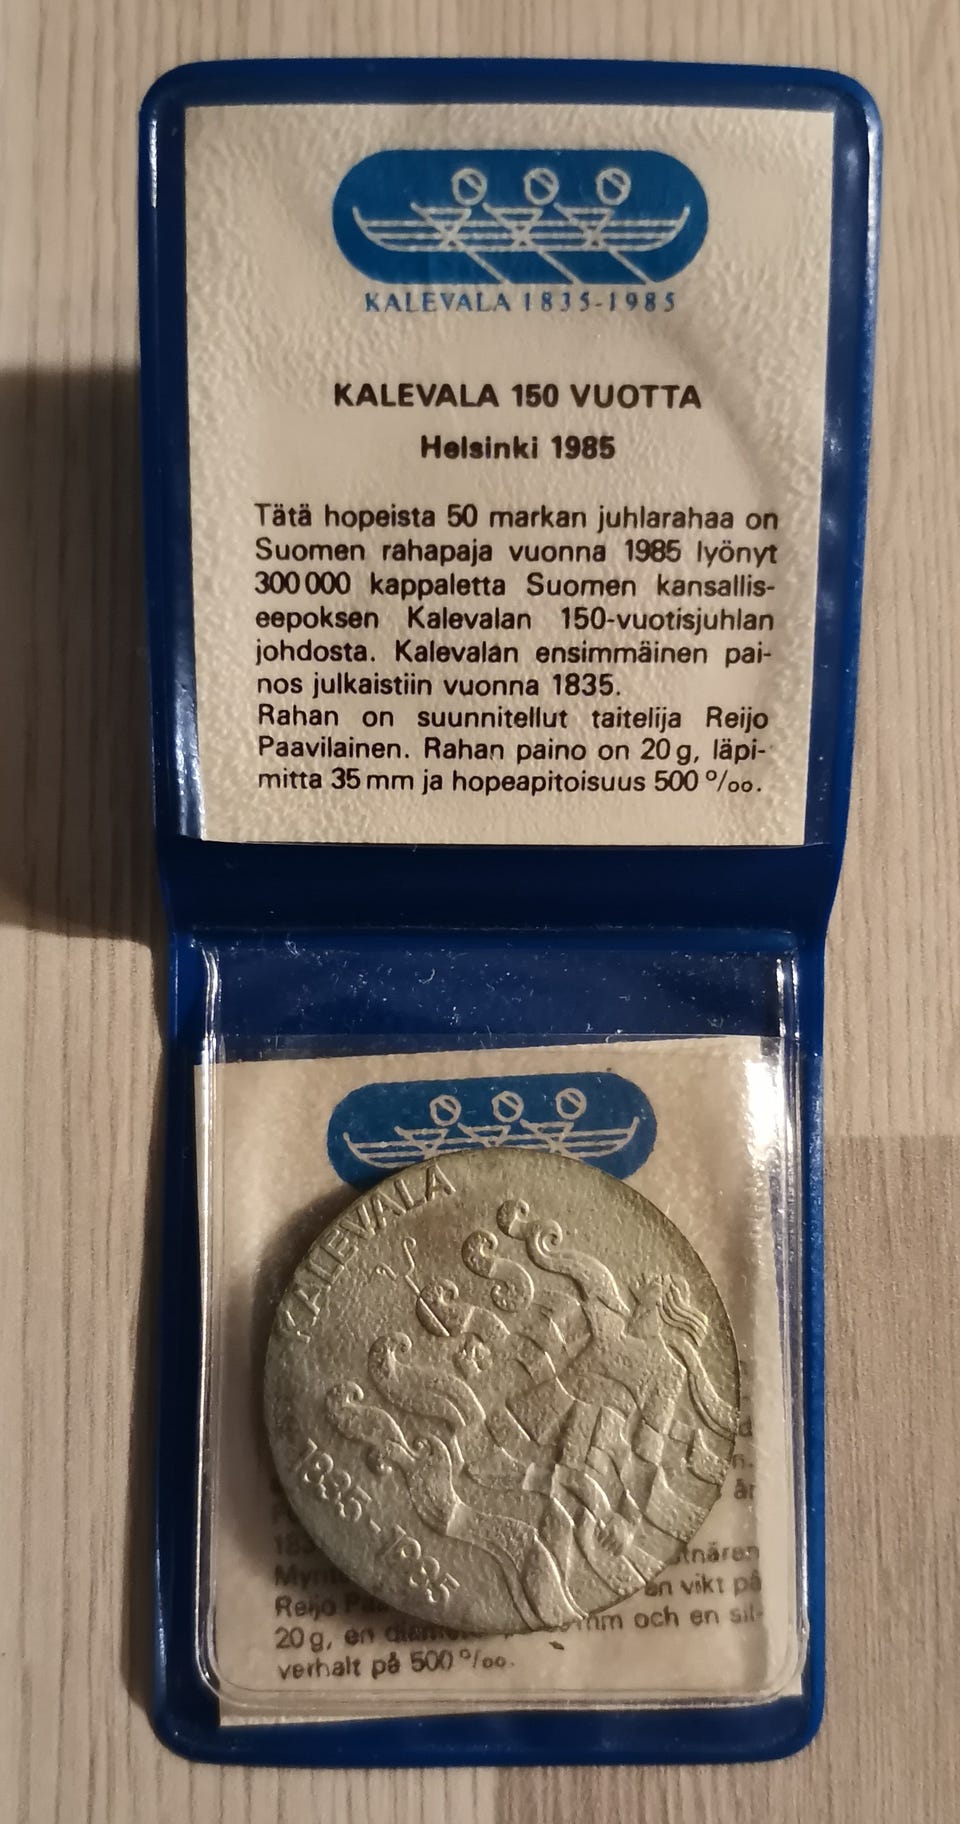 KALEVALA 1835-1985
KALEVALA 150 VUOTTA
Helsinki 1985
Tätä hopeista 50 markan juhlarahaa on
Suomen rahapaja vuonna 1985 lyönyt
300 000 kappaletta Suomen kansallis-
eepoksen Kalevalan 150-vuotisjuhlan
johdosta. Kalevalan ensimmäinen pai-
nos julkaistiin vuonna 1835.
Rahan on suunnitellut taitelija Reijo
Paavilainen. Rahan paino on 20 g, läpi-
mitta 35 mm ja hopeapitoisuus 500 ‰.
KALEVALA
1835-1985
n.
år
Reijo
en vikt på
20 g, en mm och en sil-
verhalt på 500 ‰.